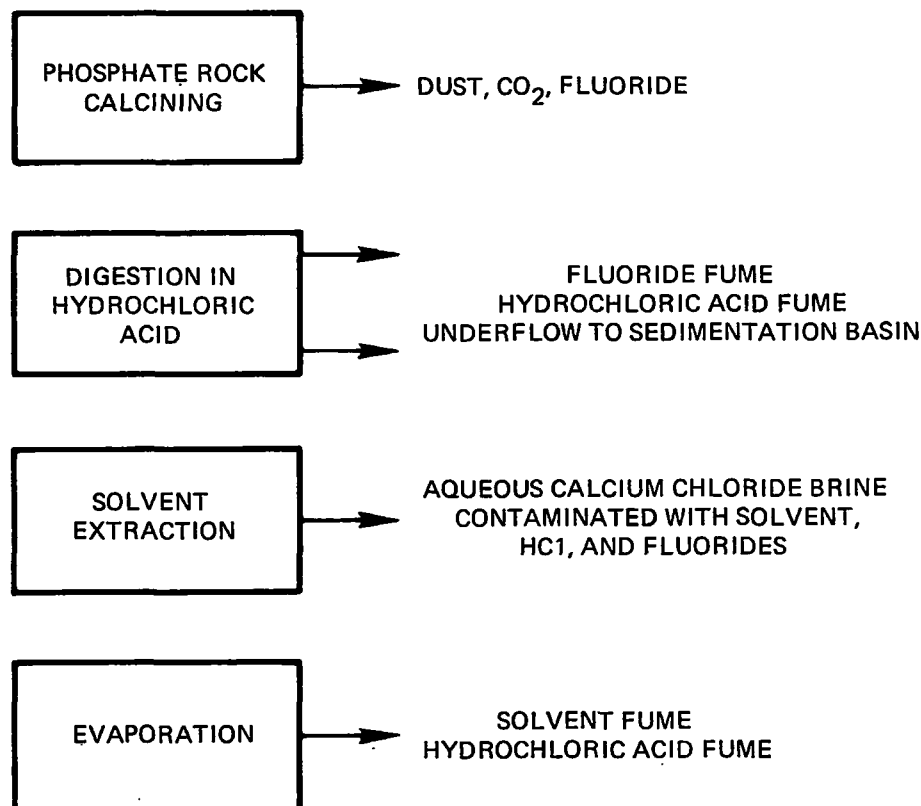 PHOSPHATE ROCK
CALCINING
DUST, CO2, FLUORIDE
DIGESTION IN
HYDROCHLORIC
ACID
FLUORIDE FUME
HYDROCHLORIC ACID FUME
UNDERFLOW TO SEDIMENTATION BASIN
SOLVENT
EXTRACTION
AQUEOUS CALCIUM CHLORIDE BRINE
CONTAMINATED WITH SOLVENT,
HC1, AND FLUORIDES
EVAPORATION
SOLVENT FUME
HYDROCHLORIC ACID FUME